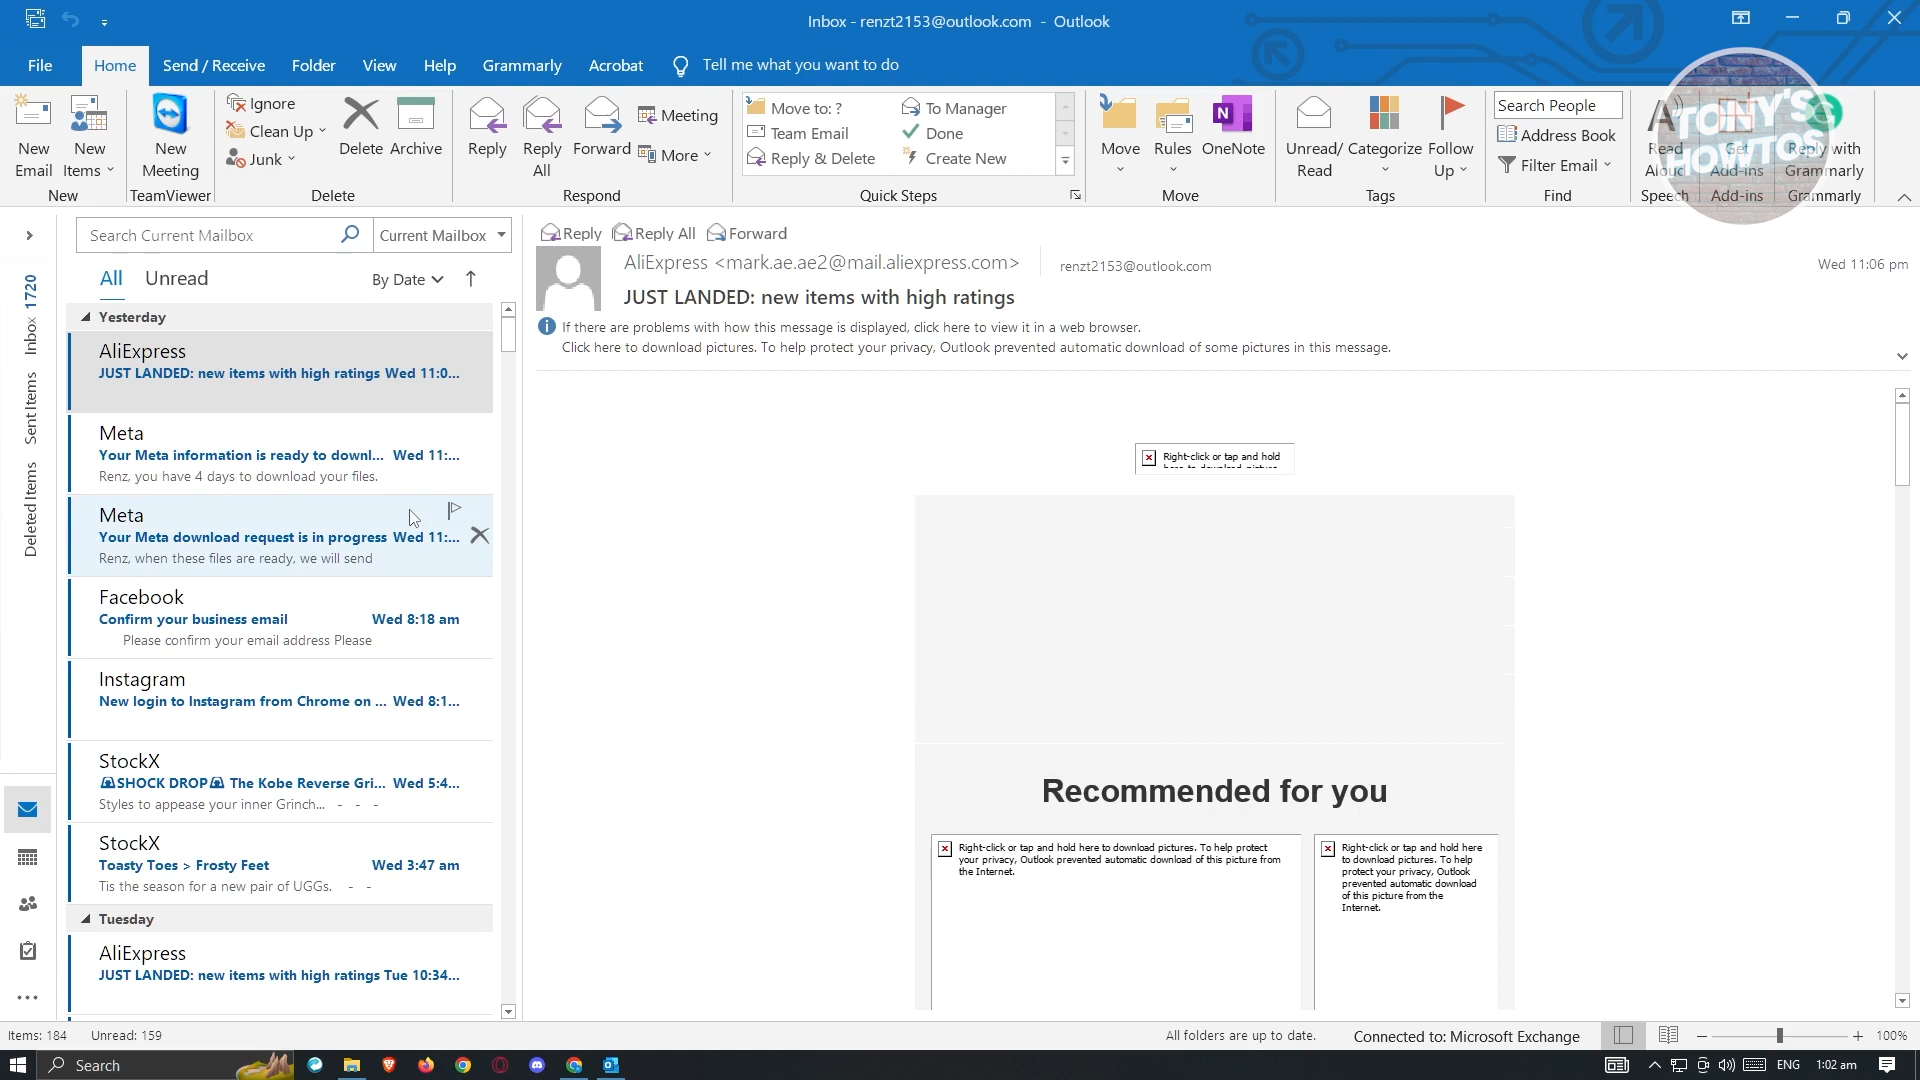 Inbox - renzt2153@outlook.com - Outlook
File Home Send / Receive Folder View Help Grammarly Acrobat Tell me what you want to do
New Email
New Items
New
New Meeting
TeamViewer
Ignore
Clean Up
Junk
Delete
Archive
Delete
Reply
Reply All
Forward
Meeting
More
Respond
Move to: ?
Team Email
Reply & Delete
To Manager
Done
Create New
Quick Steps
Move
Rules
OneNote
Move
Unread/ Read
Categorize
Follow Up
Tags
Search People
Address Book
Filter Email
Find
Read
Speech
Get Add-ins
Add-ins
Reply with Grammarly
Grammarly
TONY'S
HOWTOS
Search Current Mailbox
Current Mailbox
All Unread
By Date
Inbox 1720
Sent Items
Deleted Items
Yesterday
AliExpress
JUST LANDED: new items with high ratings Wed 11:0...
Meta
Your Meta information is ready to downl... Wed 11:...
Renz, you have 4 days to download your files.
Meta
Your Meta download request is in progress Wed 11:...
Renz, when these files are ready, we will send
Facebook
Confirm your business email Wed 8:18 am
Please confirm your email address Please
Instagram
New login to Instagram from Chrome on ... Wed 8:1...
StockX
SHOCK DROP The Kobe Reverse Gri... Wed 5:4...
Styles to appease your inner Grinch... - - -
StockX
Toasty Toes > Frosty Feet Wed 3:47 am
Tis the season for a new pair of UGGs. - -
Tuesday
AliExpress
JUST LANDED: new items with high ratings Tue 10:34...
Reply Reply All Forward
AliExpress <mark.ae.ae2@mail.aliexpress.com>
renzt2153@outlook.com
Wed 11:06 pm
JUST LANDED: new items with high ratings
If there are problems with how this message is displayed, click here to view it in a web browser.
Click here to download pictures. To help protect your privacy, Outlook prevented automatic download of some pictures in this message.
Right-click or tap and hold
here to download picture
Recommended for you
Right-click or tap and hold here to download pictures. To help protect
your privacy, Outlook prevented automatic download of this picture from
the Internet.
Right-click or tap and hold here
to download pictures. To help
protect your privacy, Outlook
prevented automatic download
of this picture from the
Internet.
Items: 184 Unread: 159
All folders are up to date. Connected to: Microsoft Exchange
100%
Search
ENG 1:02 am